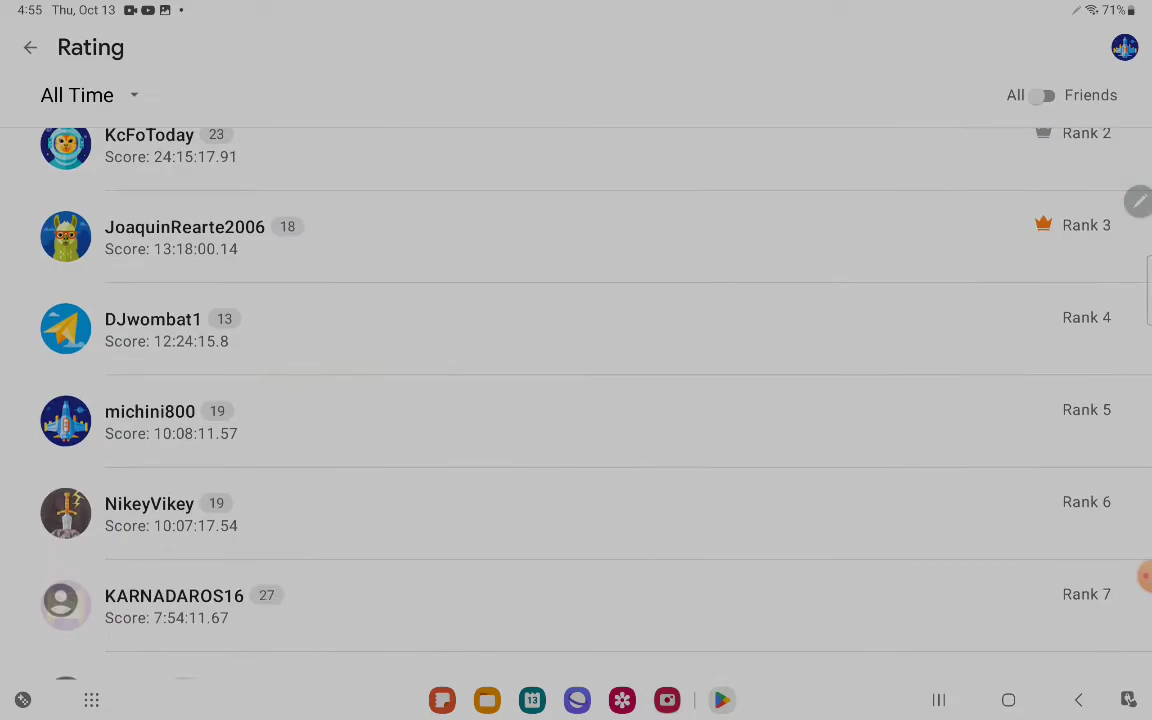 4:55 Thu, Oct 13 71%
Rating
All Time All Friends
KcFoToday 23 Rank 2
Score: 24:15:17.91
JoaquinRearte2006 18 Rank 3
Score: 13:18:00.14
DJwombat1 13 Rank 4
Score: 12:24:15.8
michini800 19 Rank 5
Score: 10:08:11.57
NikeyVikey 19 Rank 6
Score: 10:07:17.54
KARNADAROS16 27 Rank 7
Score: 7:54:11.67
13